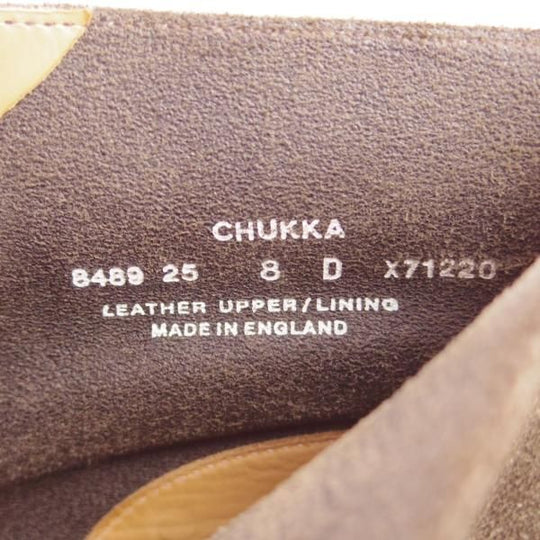 CHUKKA
8489 25 8 D X71220
LEATHER UPPER/LINING
MADE IN ENGLAND